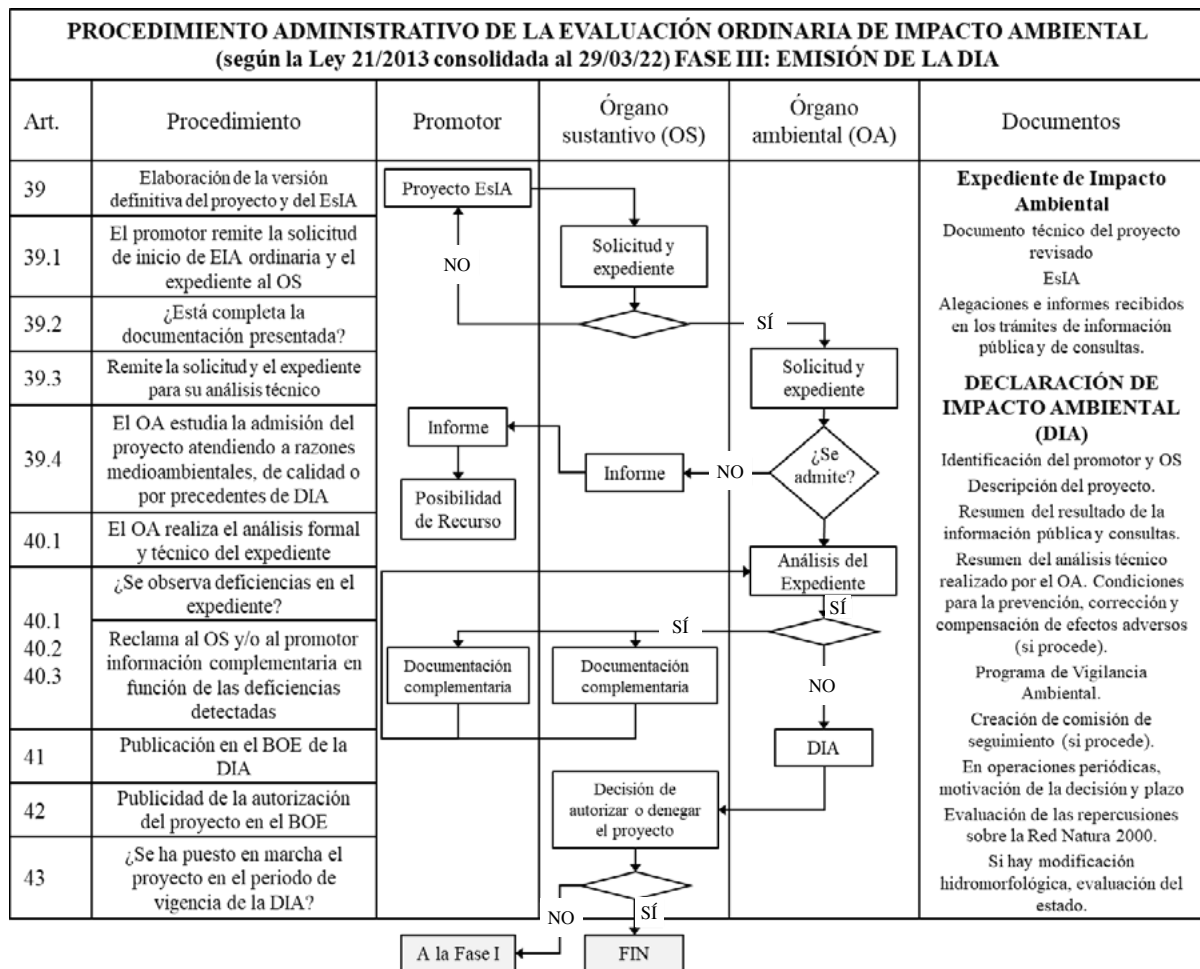 PROCEDIMIENTO ADMINISTRATIVO DE LA EVALUACIÓN ORDINARIA DE IMPACTO AMBIENTAL
(según la Ley 21/2013 consolidada al 29/03/22) FASE III: EMISIÓN DE LA DIA
Art.
Procedimiento
Promotor
Órgano
sustantivo (OS)
Órgano
ambiental (OA)
Documentos
39
Elaboración de la versión
definitiva del proyecto y del EsIA
Proyecto EsIA
39.1
El promotor remite la solicitud
de inicio de EIA ordinaria y el
expediente al OS
NO
Solicitud y
expediente
39.2
¿Está completa la
documentación presentada?
SÍ
39.3
Remite la solicitud y el expediente
para su análisis técnico
Solicitud y
expediente
39.4
El OA estudia la admisión del
proyecto atendiendo a razones
medioambientales, de calidad o
por precedentes de DIA
Informe
Posibilidad
de Recurso
Informe
NO
¿Se
admite?
40.1
El OA realiza el análisis formal
y técnico del expediente
Análisis del
Expediente
SÍ
40.1
40.2
40.3
¿Se observa deficiencias en el
expediente?
Reclama al OS y/o al promotor
información complementaria en
función de las deficiencias
detectadas
SÍ
Documentación
complementaria
Documentación
complementaria
NO
41
Publicación en el BOE de la
DIA
DIA
42
Publicidad de la autorización
del proyecto en el BOE
Decisión de
autorizar o denegar
el proyecto
43
¿Se ha puesto en marcha el
proyecto en el periodo de
vigencia de la DIA?
NO
SÍ
A la Fase I
FIN
Expediente de Impacto
Ambiental
Documento técnico del proyecto
revisado
EsIA
Alegaciones e informes recibidos
en los trámites de información
pública y de consultas.
DECLARACIÓN DE
IMPACTO AMBIENTAL
(DIA)
Identificación del promotor y OS
Descripción del proyecto.
Resumen del resultado de la
información pública y consultas.
Resumen del análisis técnico
realizado por el OA. Condiciones
para la prevención, corrección y
compensación de efectos adversos
(si procede).
Programa de Vigilancia
Ambiental.
Creación de comisión de
seguimiento (si procede).
En operaciones periódicas,
motivación de la decisión y plazo
Evaluación de las repercusiones
sobre la Red Natura 2000.
Si hay modificación
hidromorfológica, evaluación del
estado.